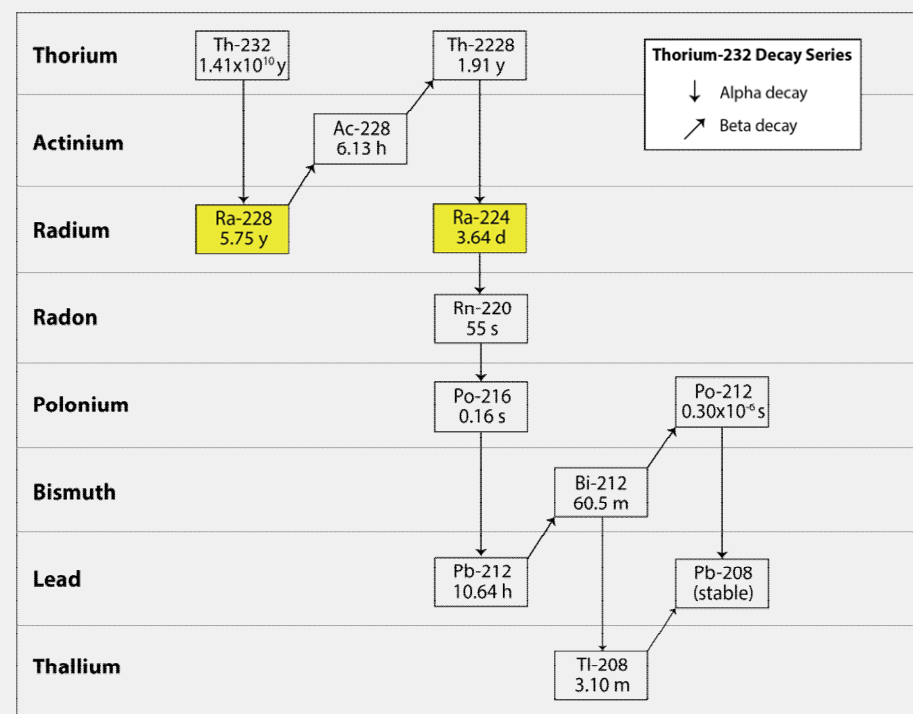 Thorium
Th-232
1.41x10¹⁰ y
Th-2228
1.91 y
Thorium-232 Decay Series
Alpha decay
Beta decay
Actinium
Ac-228
6.13 h
Radium
Ra-228
5.75 y
Ra-224
3.64 d
Radon
Rn-220
55 s
Polonium
Po-216
0.16 s
Po-212
0.30x10⁻⁶ s
Bismuth
Bi-212
60.5 m
Lead
Pb-212
10.64 h
Pb-208
(stable)
Thallium
Tl-208
3.10 m